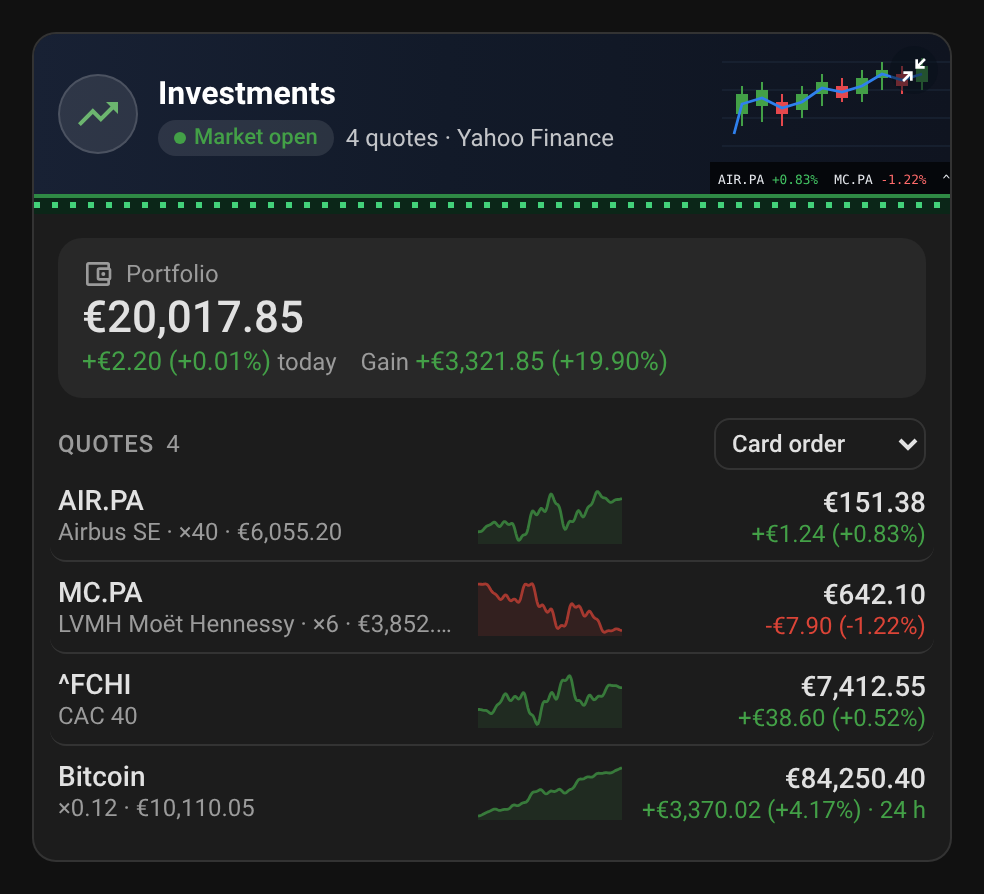 Investments
Market open
4 quotes · Yahoo Finance
AIR.PA +0.83% MC.PA -1.22% ^
Portfolio
€20,017.85
+€2.20 (+0.01%) today Gain +€3,321.85 (+19.90%)
QUOTES 4
Card order
AIR.PA
€151.38
Airbus SE · ×40 · €6,055.20
+€1.24 (+0.83%)
MC.PA
€642.10
LVMH Moët Hennessy · ×6 · €3,852.…
-€7.90 (-1.22%)
^FCHI
€7,412.55
CAC 40
+€38.60 (+0.52%)
Bitcoin
€84,250.40
×0.12 · €10,110.05
+€3,370.02 (+4.17%) · 24 h